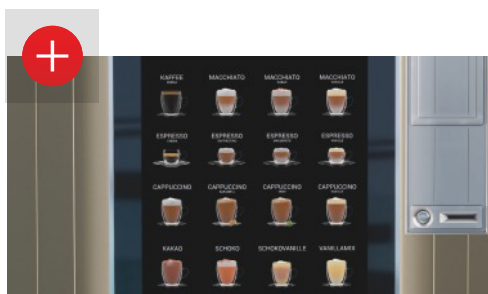 KAFFEE MACCHIATO MACCHIATO MACCHIATO
ESPRESSO ESPRESSO ESPRESSO ESPRESSO
CAPPUCCINO CAPPUCCINO CAPPUCCINO CAPPUCCINO
KAKAO SCHOKO SCHOKOVANILLE VANILLAMIX